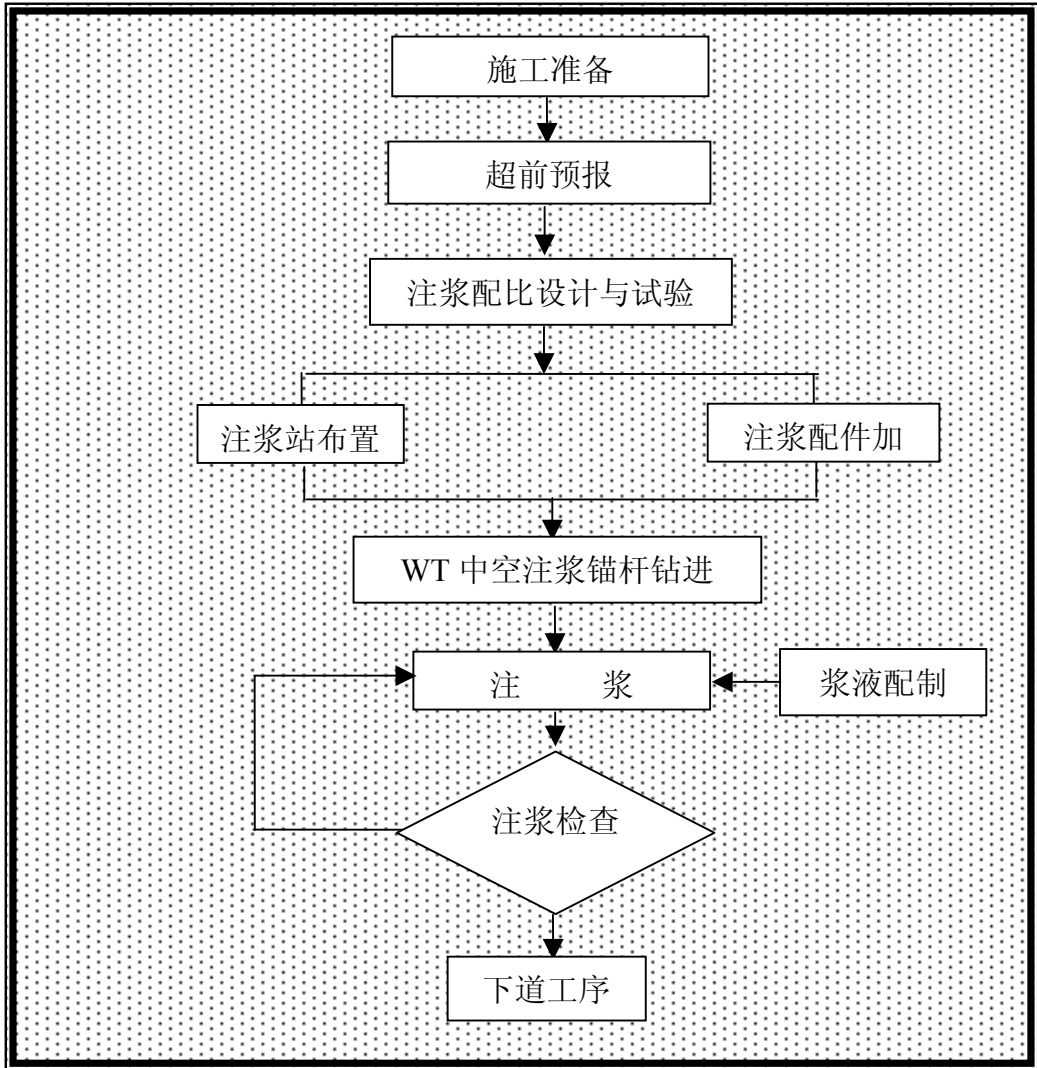 施工准备
超前预报
注浆配比设计与试验
注浆站布置
注浆配件加
WT 中空注浆锚杆钻进
注 浆
浆液配制
注浆检查
下道工序